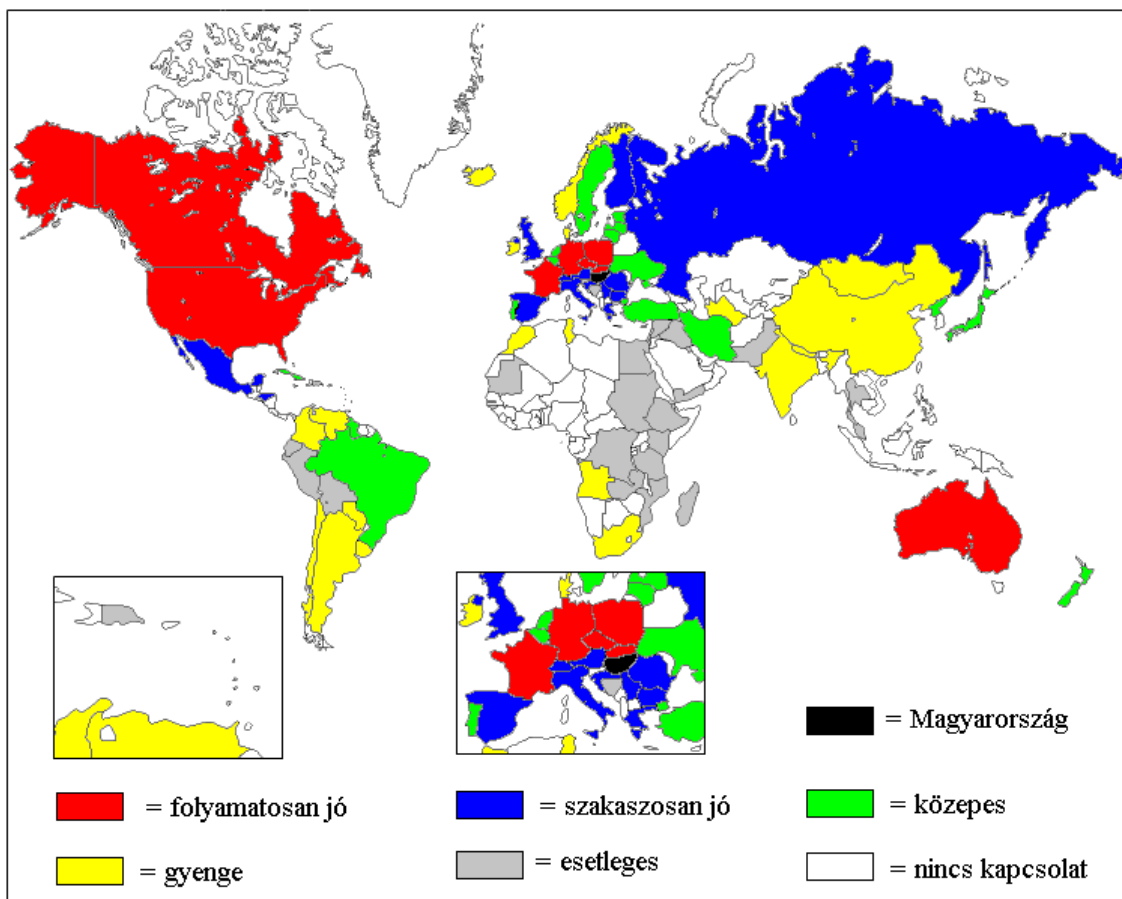 = Magyarország
= folyamatosan jó
= szakaszosan jó
= közepes
= gyenge
= esetleges
= nincs kapcsolat